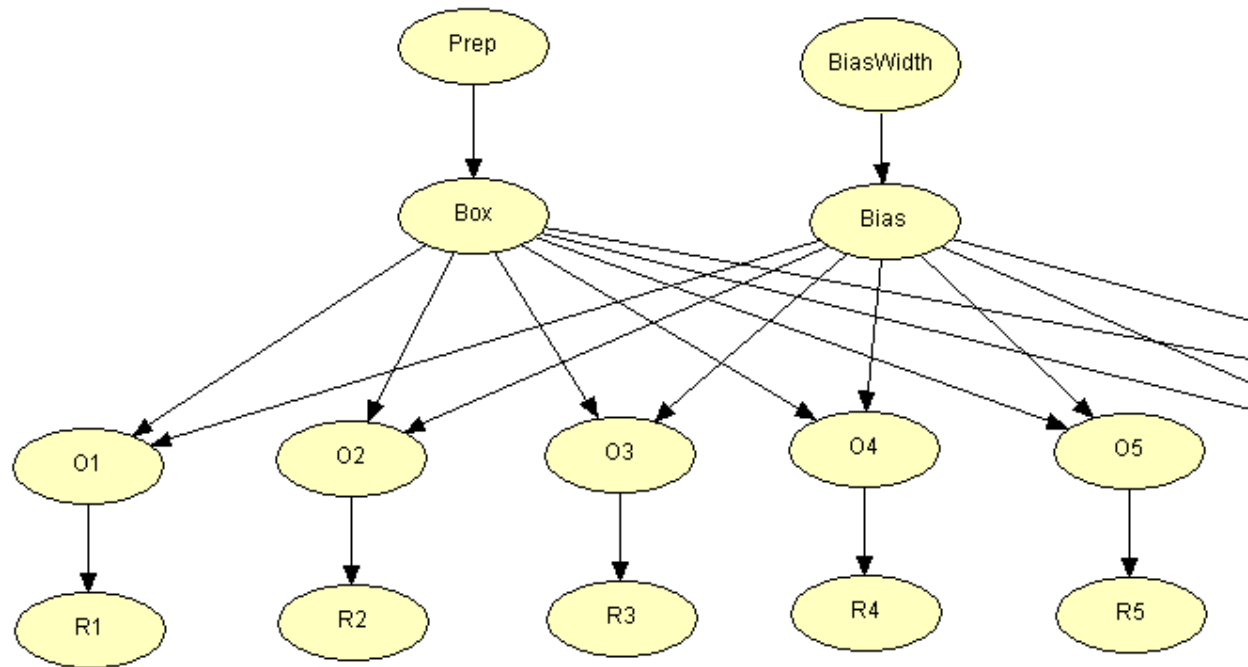 Prep
BiasWidth
Box
Bias
O1
O2
O3
O4
O5
R1
R2
R3
R4
R5